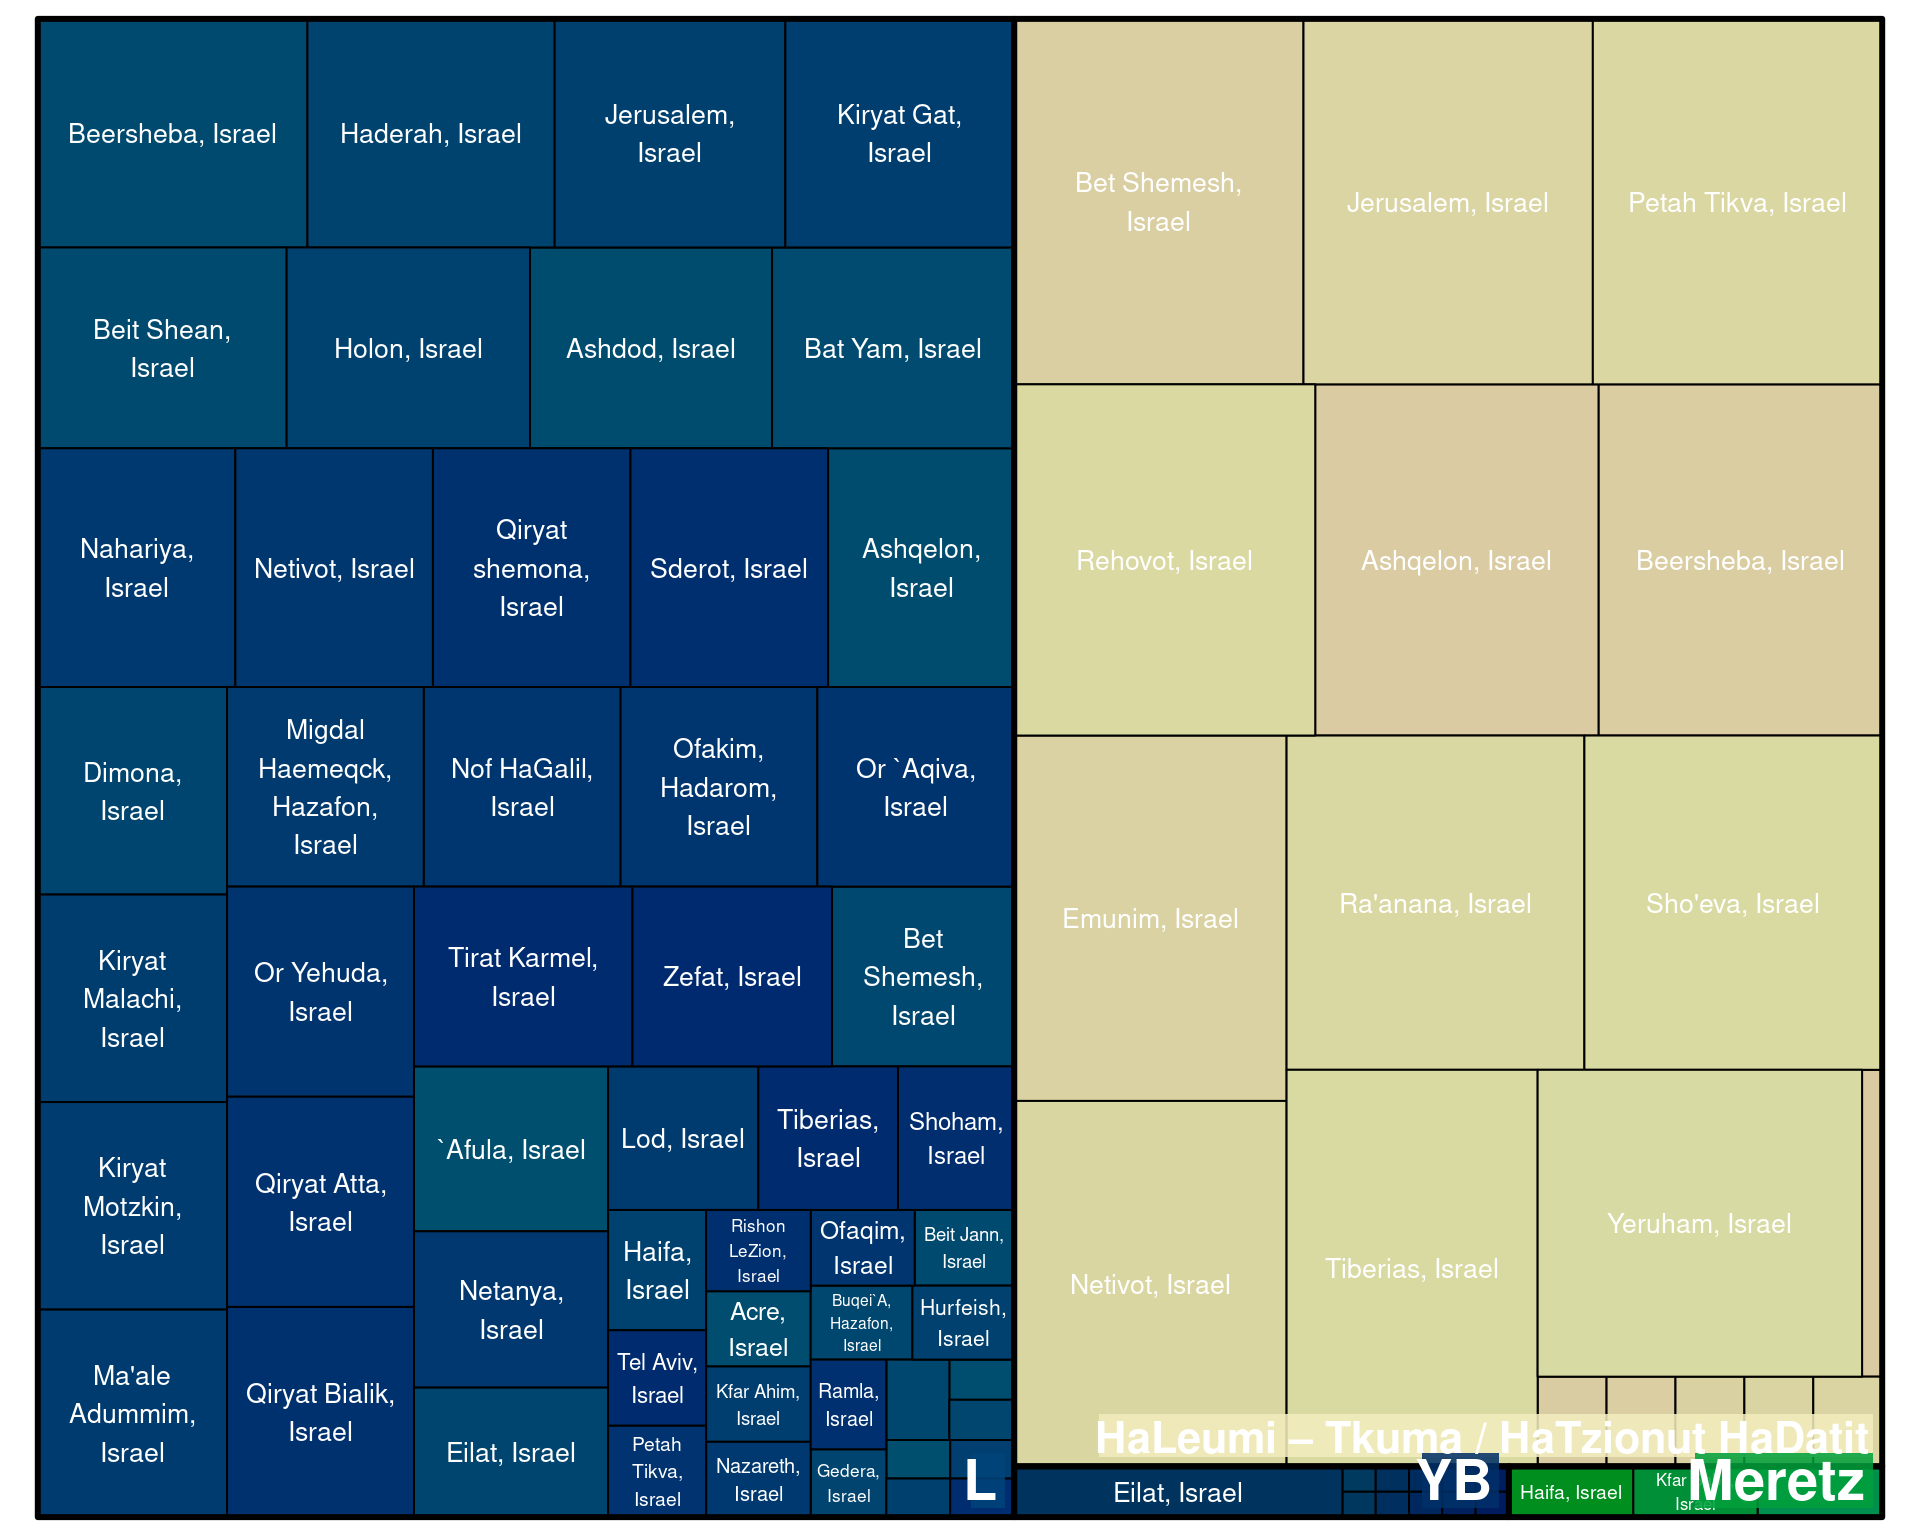 Beersheba, Israel
Haderah, Israel
Jerusalem,
Israel
Kiryat Gat,
Israel
Beit Shean,
Israel
Holon, Israel
Ashdod, Israel
Bat Yam, Israel
Nahariya,
Israel
Netivot, Israel
Qiryat
shemona,
Israel
Sderot, Israel
Ashqelon,
Israel
Dimona,
Israel
Migdal
Haemeqck,
Hazafon,
Israel
Nof HaGalil,
Israel
Ofakim,
Hadarom,
Israel
Or `Aqiva,
Israel
Kiryat
Malachi,
Israel
Or Yehuda,
Israel
Tirat Karmel,
Israel
Zefat, Israel
Bet
Shemesh,
Israel
Kiryat
Motzkin,
Israel
Qiryat Atta,
Israel
`Afula, Israel
Lod, Israel
Tiberias,
Israel
Shoham,
Israel
Ma'ale
Adummim,
Israel
Qiryat Bialik,
Israel
Netanya,
Israel
Eilat, Israel
Haifa,
Israel
Rishon
LeZion,
Israel
Ofaqim,
Israel
Beit Jann,
Israel
Acre,
Israel
Buqei`A,
Hazafon,
Israel
Hurfeish,
Israel
Tel Aviv,
Israel
Kfar Ahim,
Israel
Ramla,
Israel
Petah
Tikva,
Israel
Nazareth,
Israel
Gedera,
Israel
L
Bet Shemesh,
Israel
Jerusalem, Israel
Petah Tikva, Israel
Rehovot, Israel
Ashqelon, Israel
Beersheba, Israel
Emunim, Israel
Ra'anana, Israel
Sho'eva, Israel
Netivot, Israel
Tiberias, Israel
Yeruham, Israel
HaLeumi – Tkuma / HaTzionut HaDatit
Eilat, Israel
YB
Haifa, Israel
Kfar
Israel
Meretz